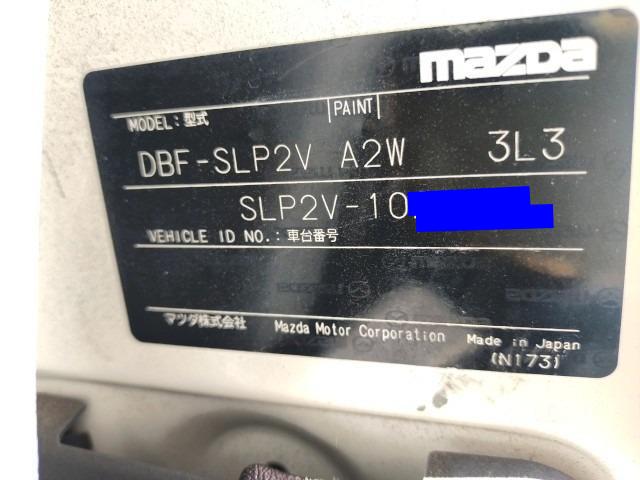 mazda
MODEL: 型式 PAINT
DBF-SLP2V A2W 3L3
SLP2V-10
VEHICLE ID NO.: 車台番号
マツダ株式会社 Mazda Motor Corporation Made in Japan
(N173)